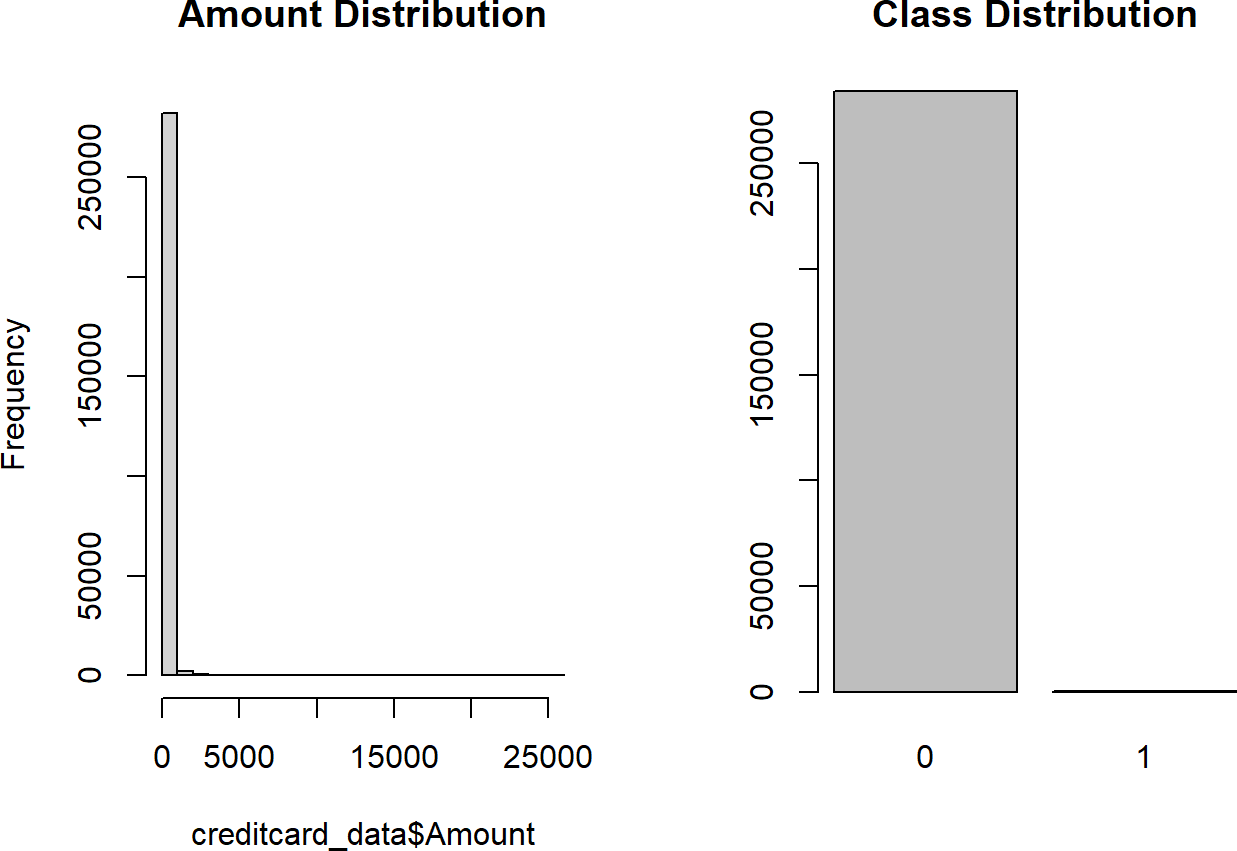 Amount Distribution
Frequency
250000
150000
50000
0
0 5000 15000 25000
creditcard_data$Amount
Class Distribution
250000
150000
50000
0
0 1